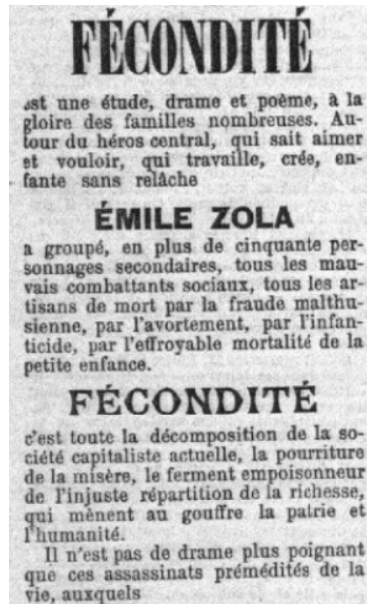 FÉCONDITÉ
est une étude, drame et poème, à la
gloire des familles nombreuses. Au-
tour du héros central, qui sait aimer
et vouloir, qui travaille, crée, en-
fante sans relâche
ÉMILE ZOLA
a groupé, en plus de cinquante per-
sonnages secondaires, tous les mau-
vais combattants sociaux, tous les ar-
tisans de mort par la fraude malthu-
sienne, par l'avortement, par l'infan-
ticide, par l'effroyable mortalité de la
petite enfance.
FÉCONDITÉ
c'est toute la décomposition de la so-
ciété capitaliste actuelle, la pourriture
de la misère, le ferment empoisonneur
de l'injuste répartition de la richesse,
qui mènent au gouffre la patrie et
l'humanité.
Il n'est pas de drame plus poignant
que ces assassinats prémédités de la
vie, auxquels